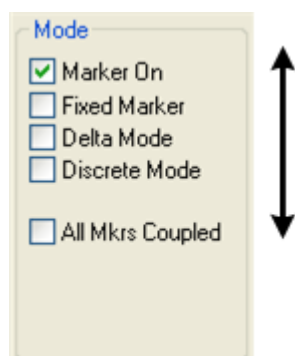 Mode
Marker On
Fixed Marker
Delta Mode
Discrete Mode
All Mkrs Coupled